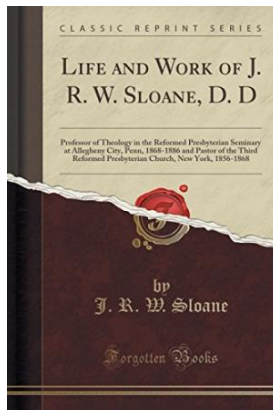 CLASSIC REPRINT SERIES
LIFE AND WORK OF J.
R. W. SLOANE, D. D
Professor of Theology in the Reformed Presbyterian Seminary
at Allegheny City, Penn, 1868-1886 and Pastor of the Third
Reformed Presbyterian Church, New York, 1856-1868
by
J. R. W. Sloane
Forgotten Books